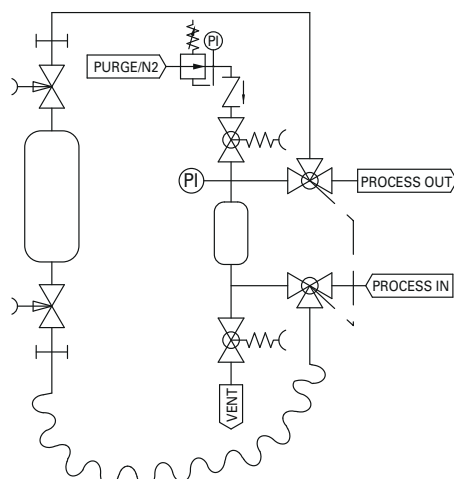 PI
PURGE/N2
PI
PROCESS OUT
PROCESS IN
VENT